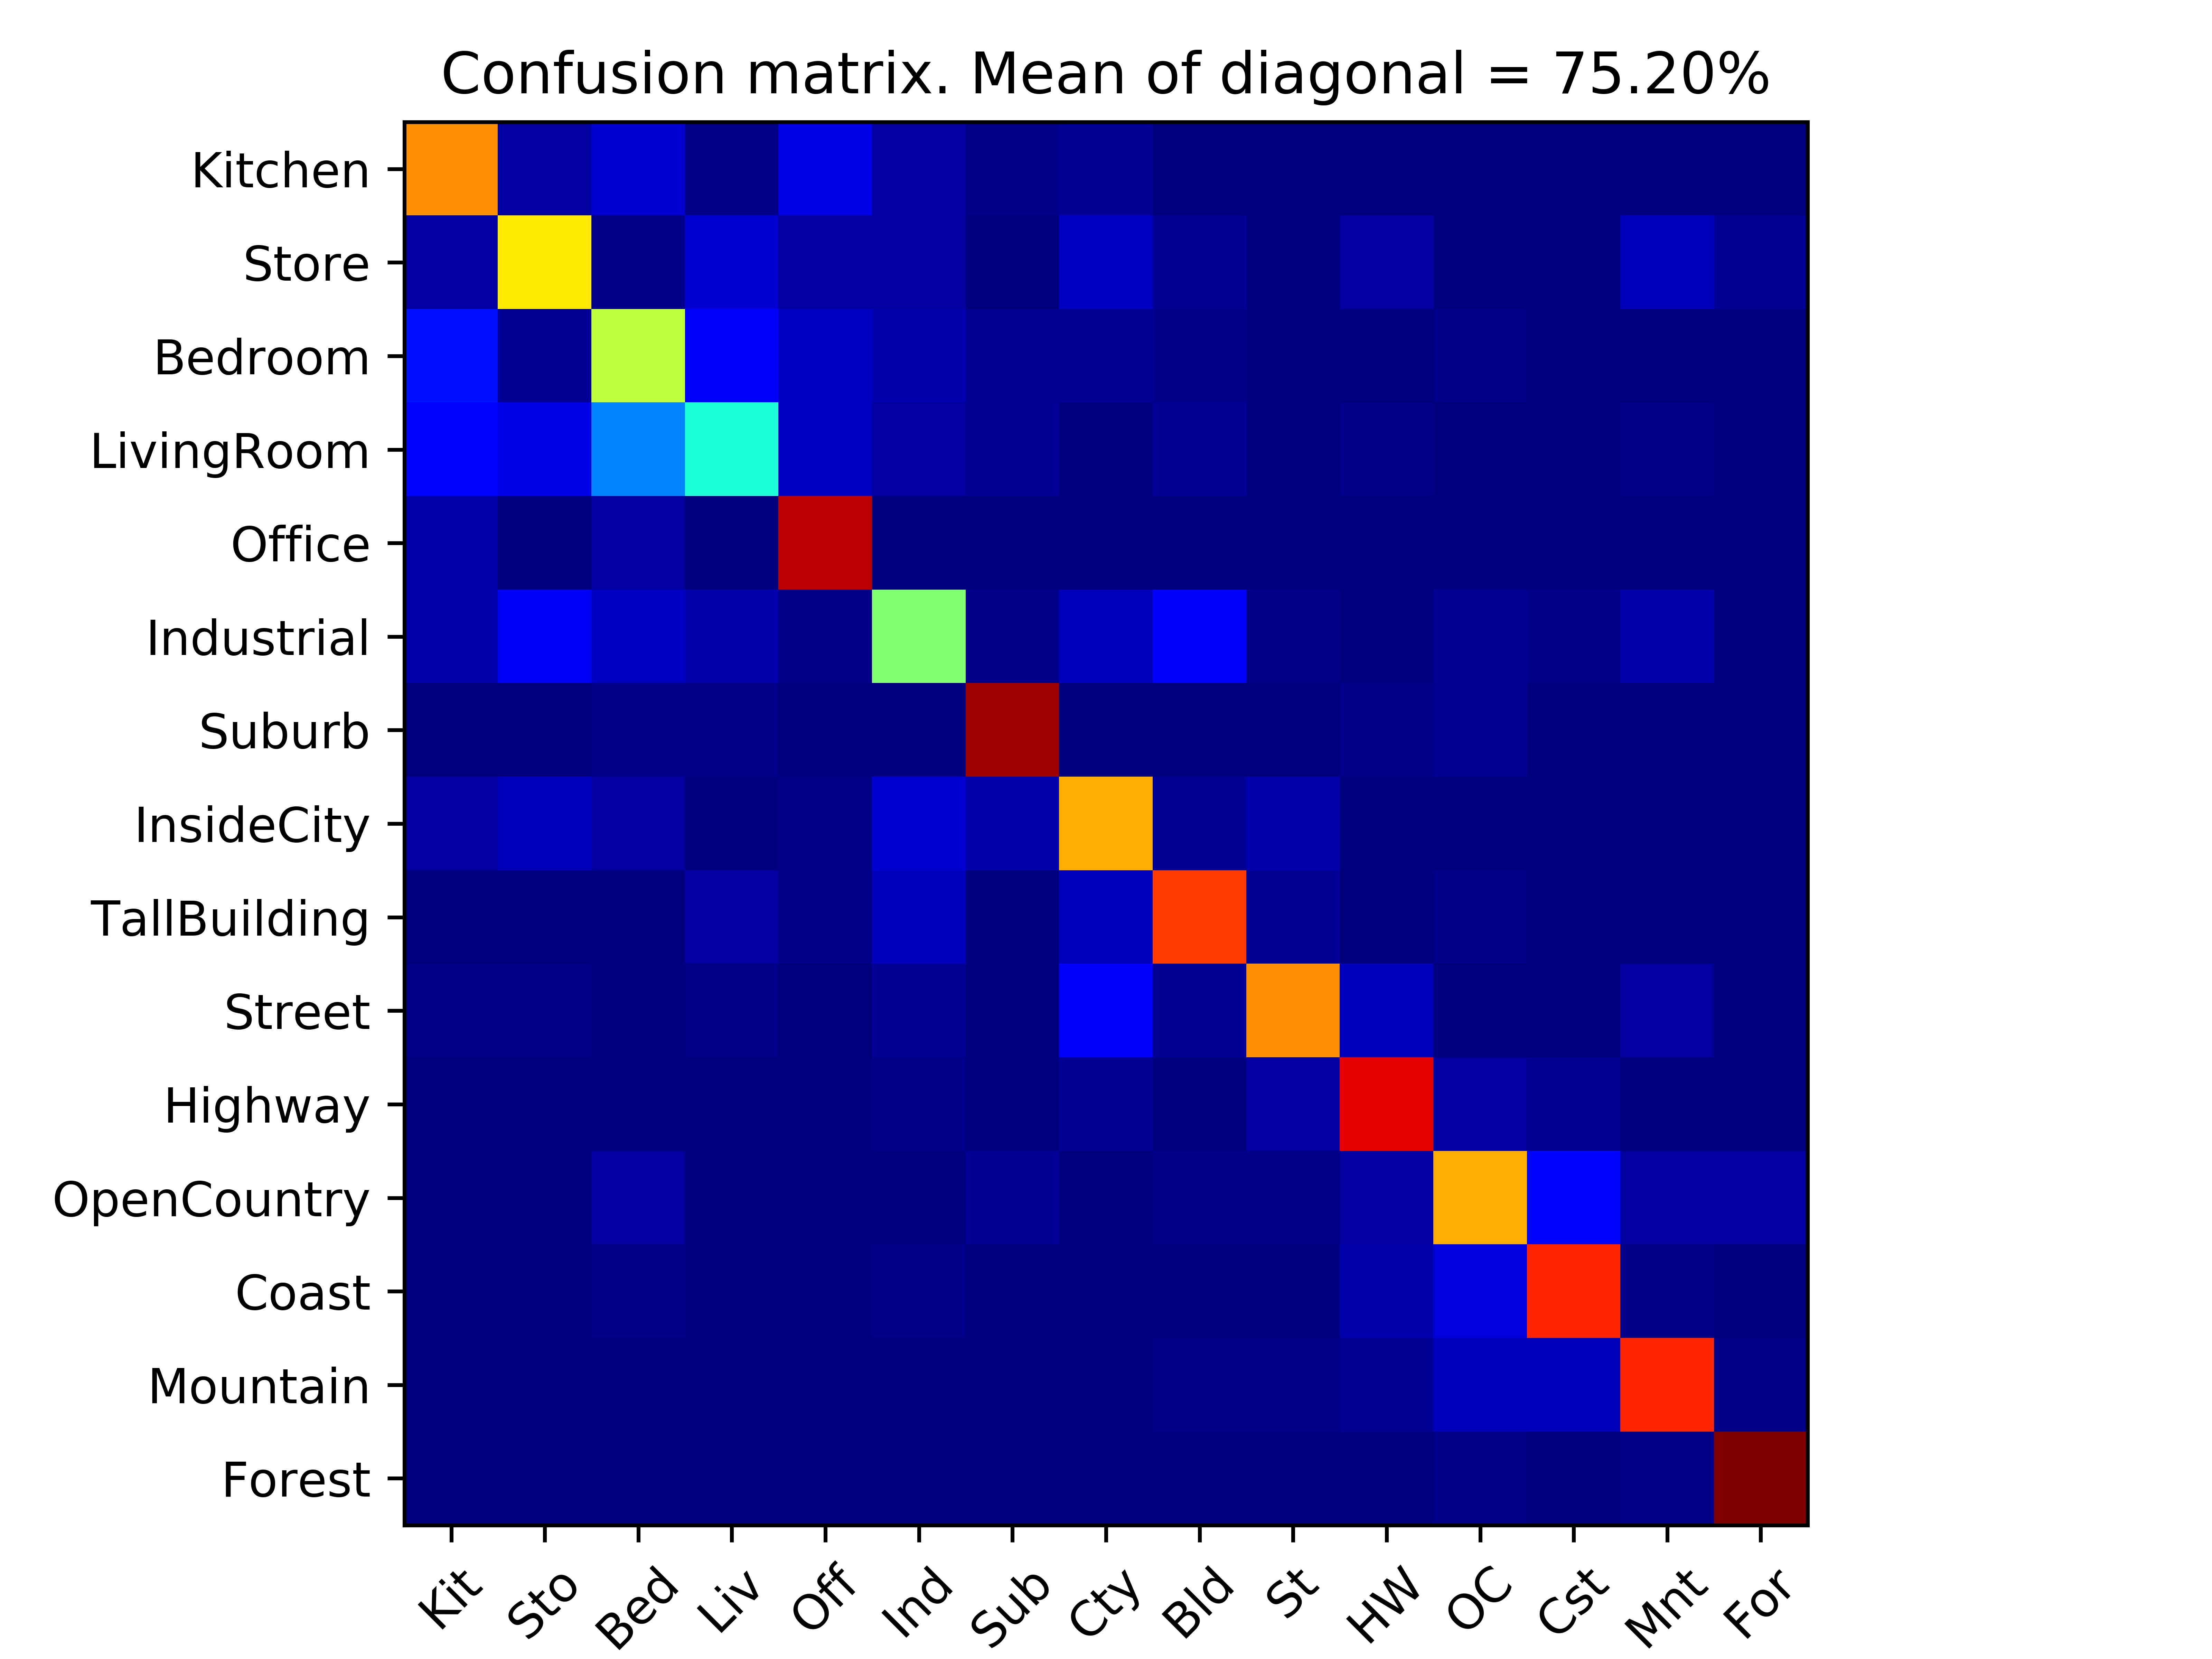 Confusion matrix. Mean of diagonal = 75.20%
Kitchen
Store
Bedroom
LivingRoom
Office
Industrial
Suburb
InsideCity
TallBuilding
Street
Highway
OpenCountry
Coast
Mountain
Forest
Kit Sto Bed Liv Off Ind Sub Cty Bld St HW OC Cst Mnt For